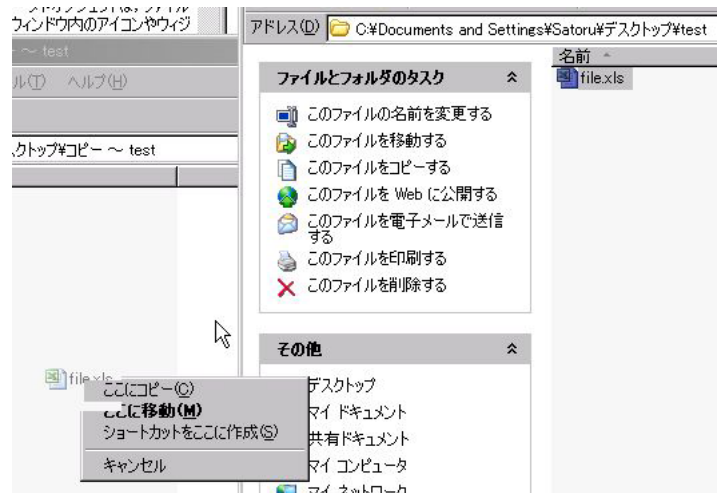 ウィンドウ内のアイコンやウィジ
～ test
ル(T) ヘルプ(H)
スクトップ¥コピー ～ test
file.xls
ここにコピー(C)
ここに移動(M)
ショートカットをここに作成(S)
キャンセル
アドレス(D) C:¥Documents and Settings¥Satoru¥デスクトップ¥test
名前
file.xls
ファイルとフォルダのタスク
このファイルの名前を変更する
このファイルを移動する
このファイルをコピーする
このファイルを Web に公開する
このファイルを電子メールで送信
する
このファイルを印刷する
このファイルを削除する
その他
デスクトップ
マイ ドキュメント
共有ドキュメント
マイ コンピュータ
マイ ネットワーク